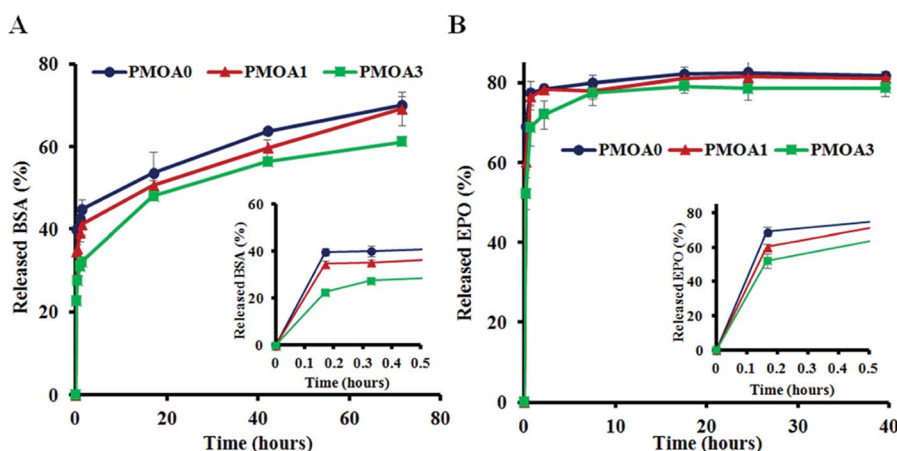 A
B
PMOA0 PMOA1 PMOA3
Released BSA (%)
80
60
40
20
0
0 20 40 60 80
Time (hours)
Released BSA (%)
60
40
20
0
0 0.1 0.2 0.3 0.4 0.5
Time (hours)
Released EPO (%)
80
60
40
20
0
PMOA0 PMOA1 PMOA3
0 10 20 30 40
Time (hours)
Released EPO (%)
80
60
40
20
0
0 0.1 0.2 0.3 0.4 0.5
Time (hours)